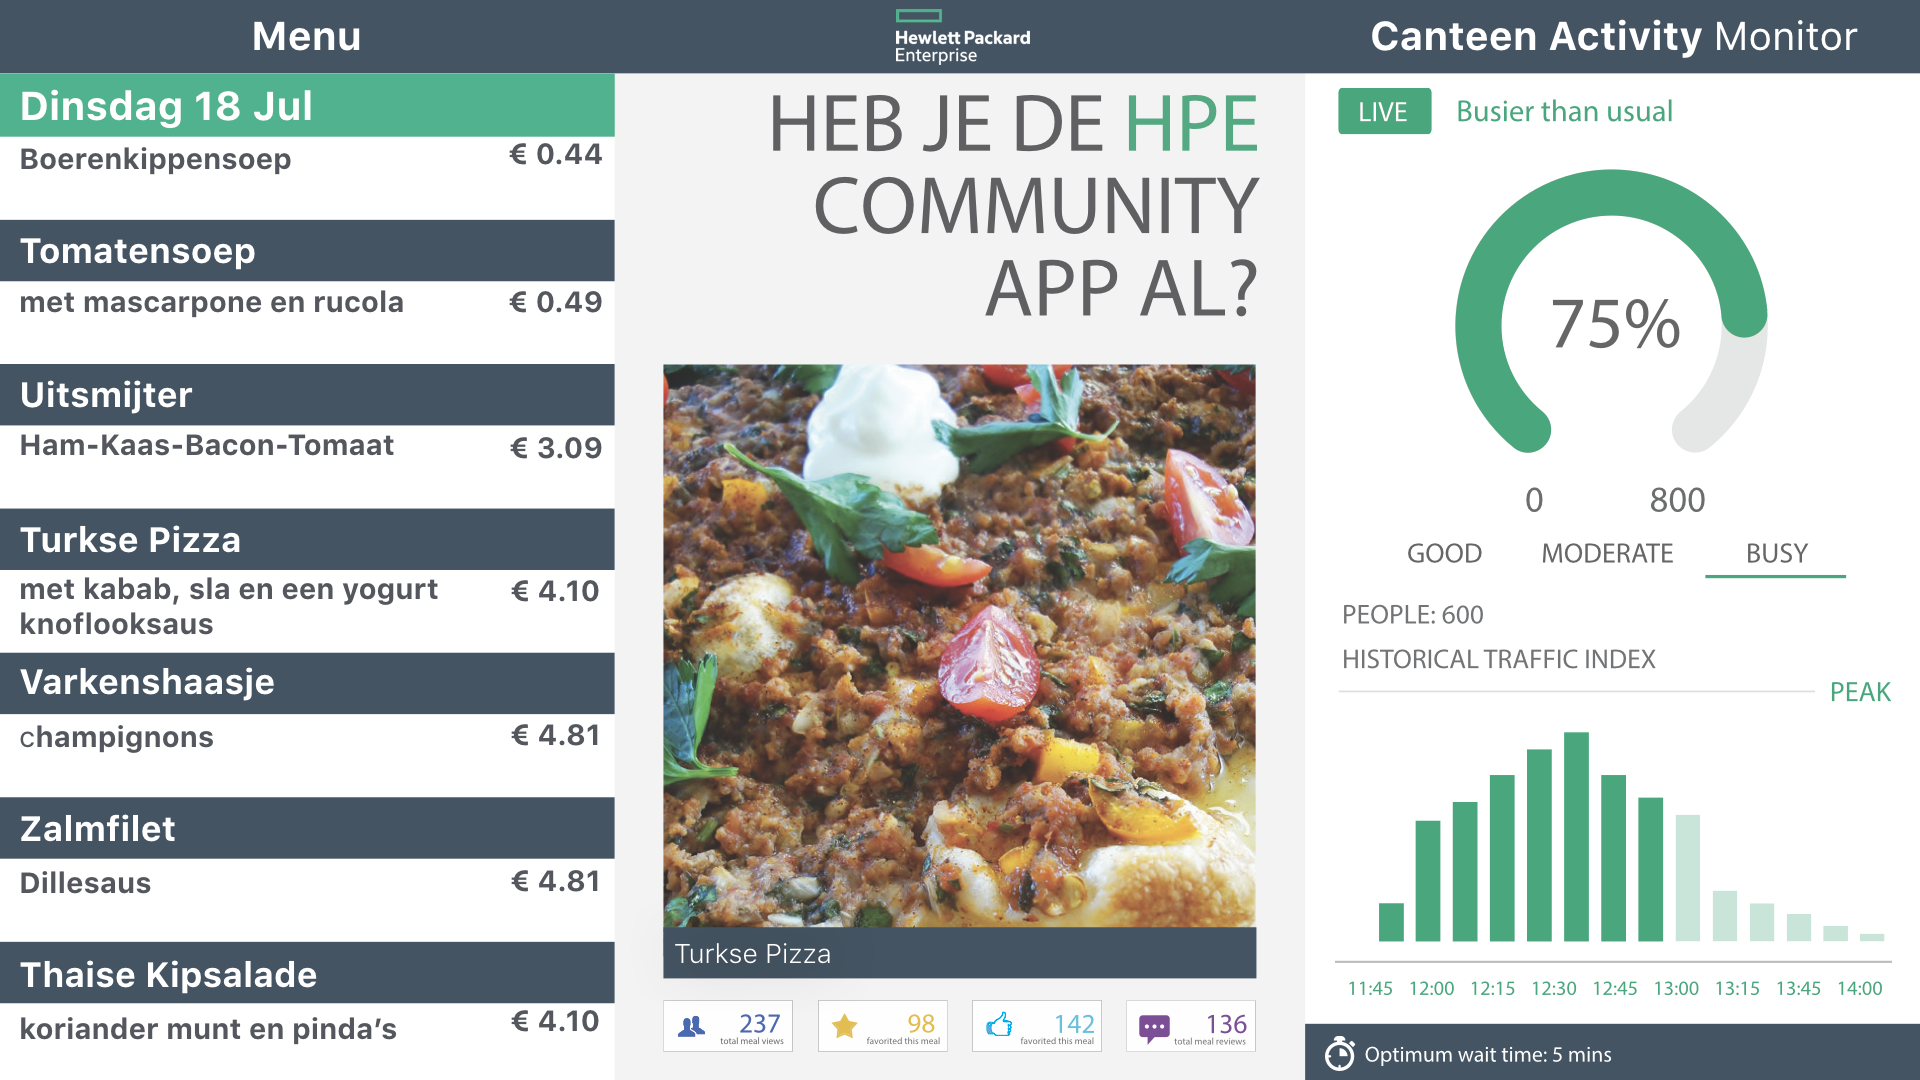 Menu
Dinsdag 18 Jul
Boerenkippensoep € 0.44
Tomatensoep
met mascarpone en rucola € 0.49
Uitsmijter
Ham-Kaas-Bacon-Tomaat € 3.09
Turkse Pizza
met kabab, sla en een yogurt € 4.10
knoflooksaus
Varkenshaasje
champignons € 4.81
Zalmfilet
Dillesaus € 4.81
Thaise Kipsalade
koriander munt en pinda's € 4.10
Hewlett Packard
Enterprise
HEB JE DE HPE
COMMUNITY
APP AL?
Turkse Pizza
237
total meal views
98
favorited this meal
142
favorited this meal
136
total meal reviews
Canteen Activity Monitor
LIVE Busier than usual
75%
0 800
GOOD MODERATE BUSY
PEOPLE: 600
HISTORICAL TRAFFIC INDEX
PEAK
11:45 12:00 12:15 12:30 12:45 13:00 13:15 13:45 14:00
Optimum wait time: 5 mins